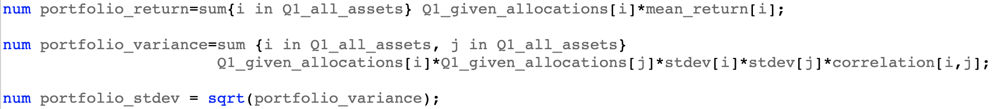 num portfolio_return=sum{i in Q1_all_assets} Q1_given_allocations[i]*mean_return[i];
num portfolio_variance=sum {i in Q1_all_assets, j in Q1_all_assets}
Q1_given_allocations[i]*Q1_given_allocations[j]*stdev[i]*stdev[j]*correlation[i,j];
num portfolio_stdev = sqrt(portfolio_variance);